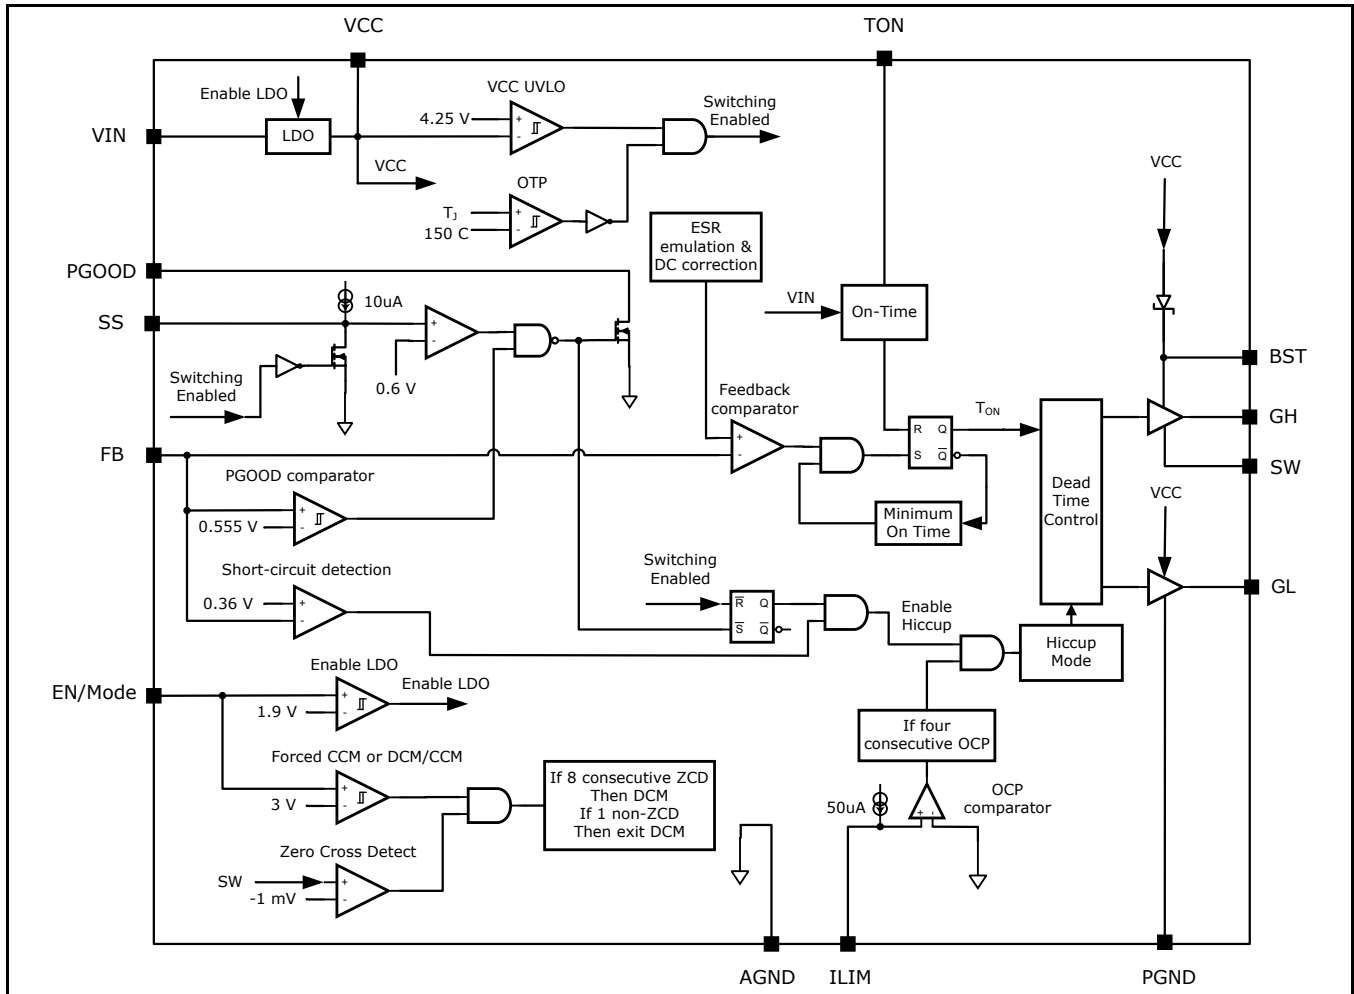 VCC
TON
Enable LDO
VIN
LDO
VCC
VCC UVLO
4.25 V
+
-
Switching
Enabled
OTP
TJ
150 C
+
-
VCC
PGOOD
ESR
emulation &
DC correction
SS
10uA
+
-
0.6 V
Switching
Enabled
VIN
On-Time
BST
GH
SW
FB
Feedback
comparator
+
-
R Q
S Q
TON
Minimum
On Time
Dead
Time
Control
VCC
GL
PGOOD comparator
0.555 V
+
-
Short-circuit detection
0.36 V
+
-
Switching
Enabled
R Q
S Q
Enable
Hiccup
Hiccup
Mode
EN/Mode
Enable LDO
1.9 V
+
-
Enable LDO
If four
consecutive OCP
Forced CCM or DCM/CCM
3 V
+
-
If 8 consecutive ZCD
Then DCM
If 1 non-ZCD
Then exit DCM
50uA
+ -
OCP
comparator
Zero Cross Detect
SW
-1 mV
+
-
AGND
ILIM
PGND